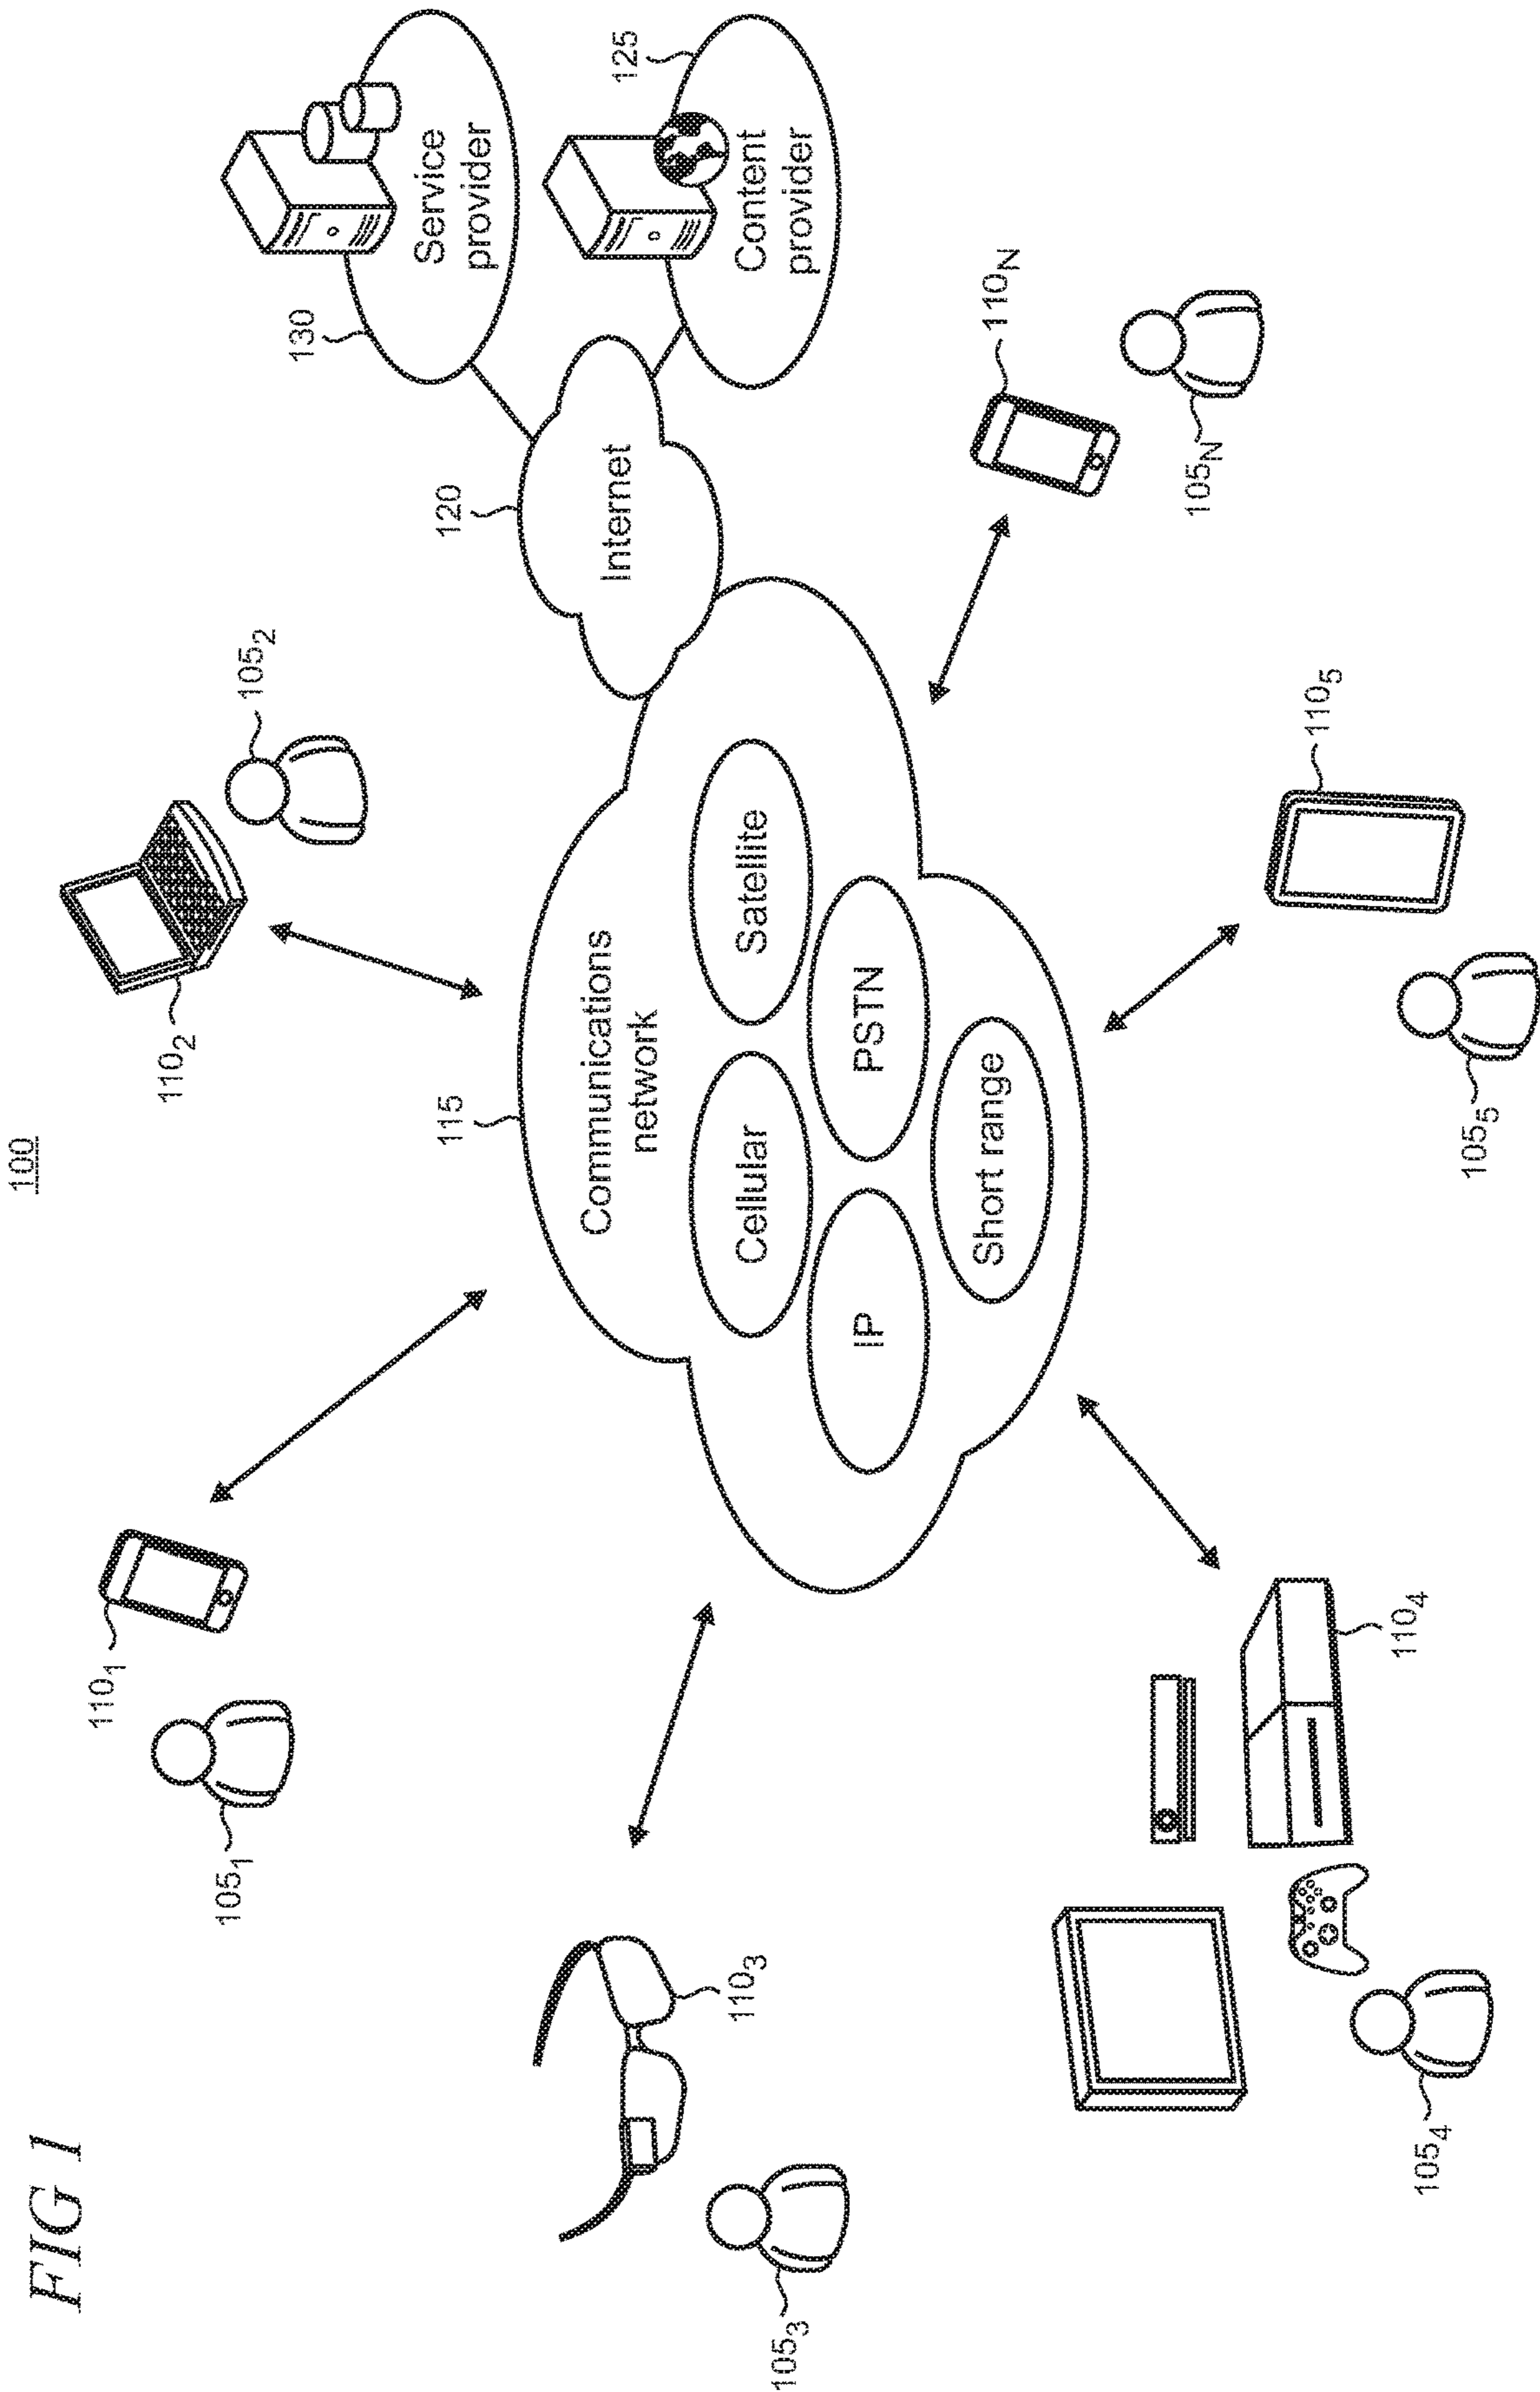 FIG 1
100
110₁
105₁
110₂
105₂
130
Service
provider
125
Content
provider
120
Internet
115
Communications
network
Cellular
Satellite
IP
PSTN
Short range
110₃
105₃
110₄
105₄
110₅
105₅
110N
105N